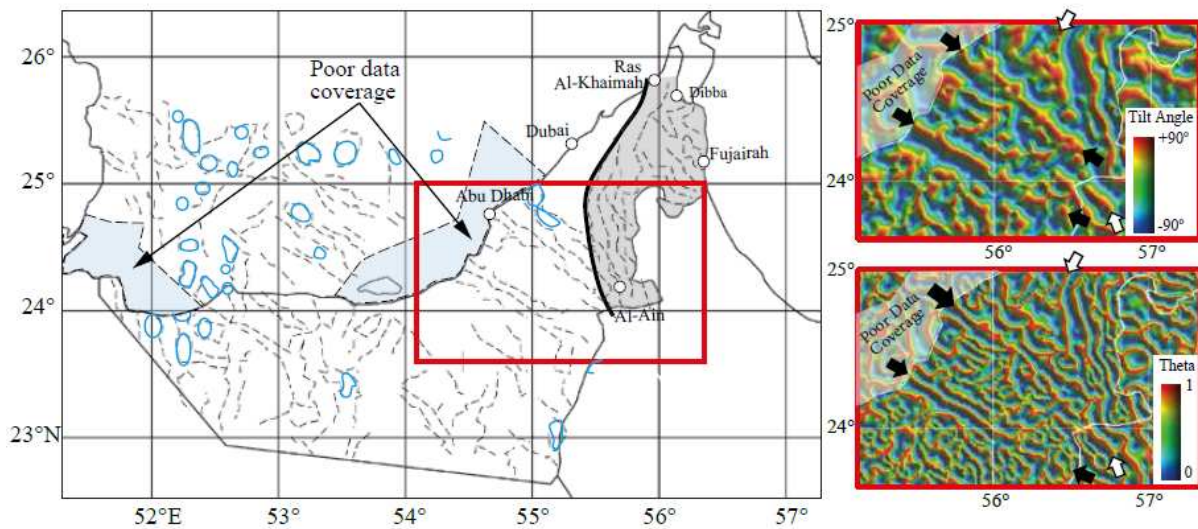 26°
25°
24°
23°N
52°E
53°
54°
55°
56°
57°
Poor data
coverage
Ras
Al-Khaimah
Dibba
Dubai
Fujairah
Abu Dhabi
Al-Ain
25°
24°
56°
57°
Poor Data
Coverage
Tilt Angle
+90°
-90°
25°
24°
56°
57°
Poor Data
Coverage
Theta
1
0